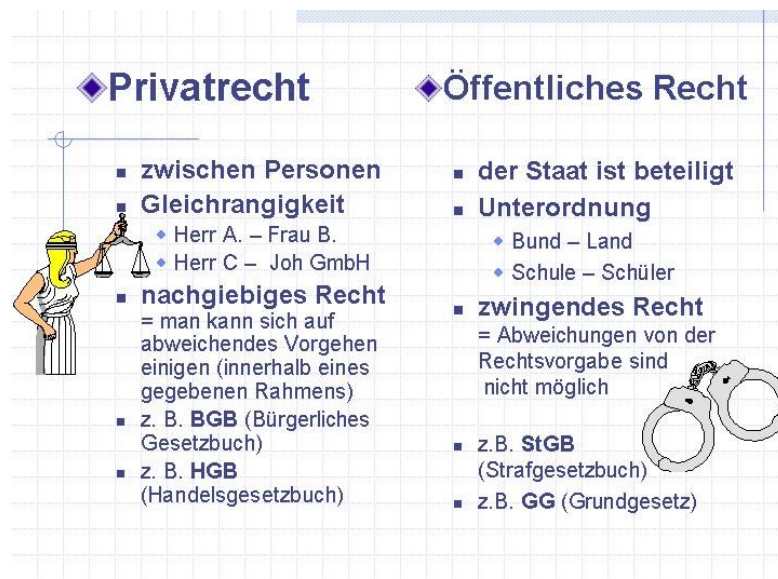 Privatrecht
zwischen Personen
Gleichrangigkeit
Herr A. – Frau B.
Herr C – Joh GmbH
nachgiebiges Recht
= man kann sich auf
abweichendes Vorgehen
einigen (innerhalb eines
gegebenen Rahmens)
z. B. BGB (Bürgerliches
Gesetzbuch)
z. B. HGB
(Handelsgesetzbuch)
Öffentliches Recht
der Staat ist beteiligt
Unterordnung
Bund – Land
Schule – Schüler
zwingendes Recht
= Abweichungen von der
Rechtsvorgabe sind
nicht möglich
z.B. StGB
(Strafgesetzbuch)
z.B. GG (Grundgesetz)